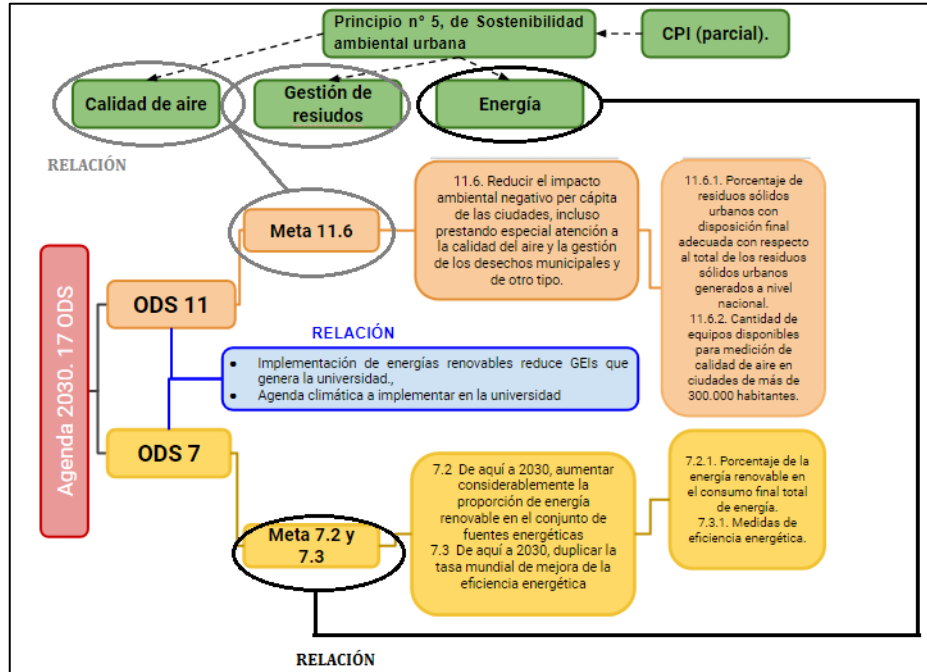 Principio n° 5, de Sostenibilidad
ambiental urbana
CPI (parcial).
Calidad de aire
Gestión de
resiudos
Energía
RELACIÓN
Meta 11.6
11.6. Reducir el impacto
ambiental negativo per cápita
de las ciudades, incluso
prestando especial atención a
la calidad del aire y la gestión
de los desechos municipales y
de otro tipo.
11.6.1. Porcentaje de
residuos sólidos
urbanos con
disposición final
adecuada con respecto
al total de los residuos
sólidos urbanos
generados a nivel
nacional.
11.6.2. Cantidad de
equipos disponibles
para medición de
calidad de aire en
ciudades de más de
300.000 habitantes.
Agenda 2030. 17 ODS
ODS 11
RELACIÓN
● Implementación de energías renovables reduce GEIs que
genera la universidad.,
● Agenda climática a implementar en la universidad
ODS 7
Meta 7.2 y
7.3
7.2 De aquí a 2030, aumentar
considerablemente la
proporción de energía
renovable en el conjunto de
fuentes energéticas
7.3 De aquí a 2030, duplicar la
tasa mundial de mejora de la
eficiencia energética
7.2.1. Porcentaje de la
energía renovable en
el consumo final total
de energía.
7.3.1. Medidas de
eficiencia energética.
RELACIÓN